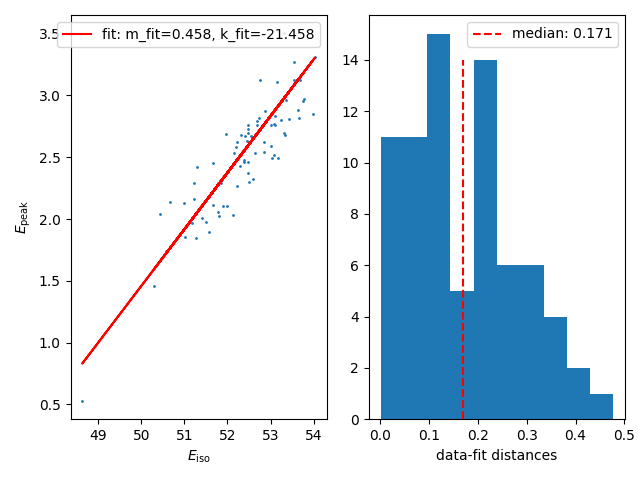 fit: m_fit=0.458, k_fit=-21.458
3.5
3.0
2.5
2.0
1.5
1.0
0.5
E_peak
49 50 51 52 53 54
E_iso
median: 0.171
14
12
10
8
6
4
2
0
0.0 0.1 0.2 0.3 0.4 0.5
data-fit distances